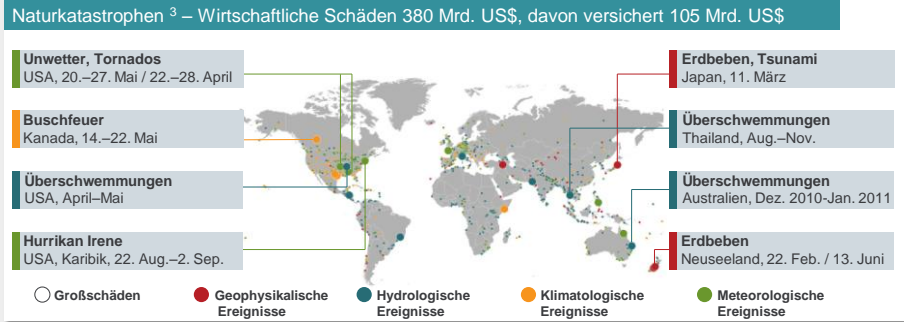 Naturkatastrophen ³ – Wirtschaftliche Schäden 380 Mrd. US$, davon versichert 105 Mrd. US$
Unwetter, Tornados
USA, 20.–27. Mai / 22.–28. April
Buschfeuer
Kanada, 14.–22. Mai
Überschwemmungen
USA, April–Mai
Hurrikan Irene
USA, Karibik, 22. Aug.–2. Sep.
Erdbeben, Tsunami
Japan, 11. März
Überschwemmungen
Thailand, Aug.–Nov.
Überschwemmungen
Australien, Dez. 2010-Jan. 2011
Erdbeben
Neuseeland, 22. Feb. / 13. Juni
Großschäden
Geophysikalische
Ereignisse
Hydrologische
Ereignisse
Klimatologische
Ereignisse
Meteorologische
Ereignisse